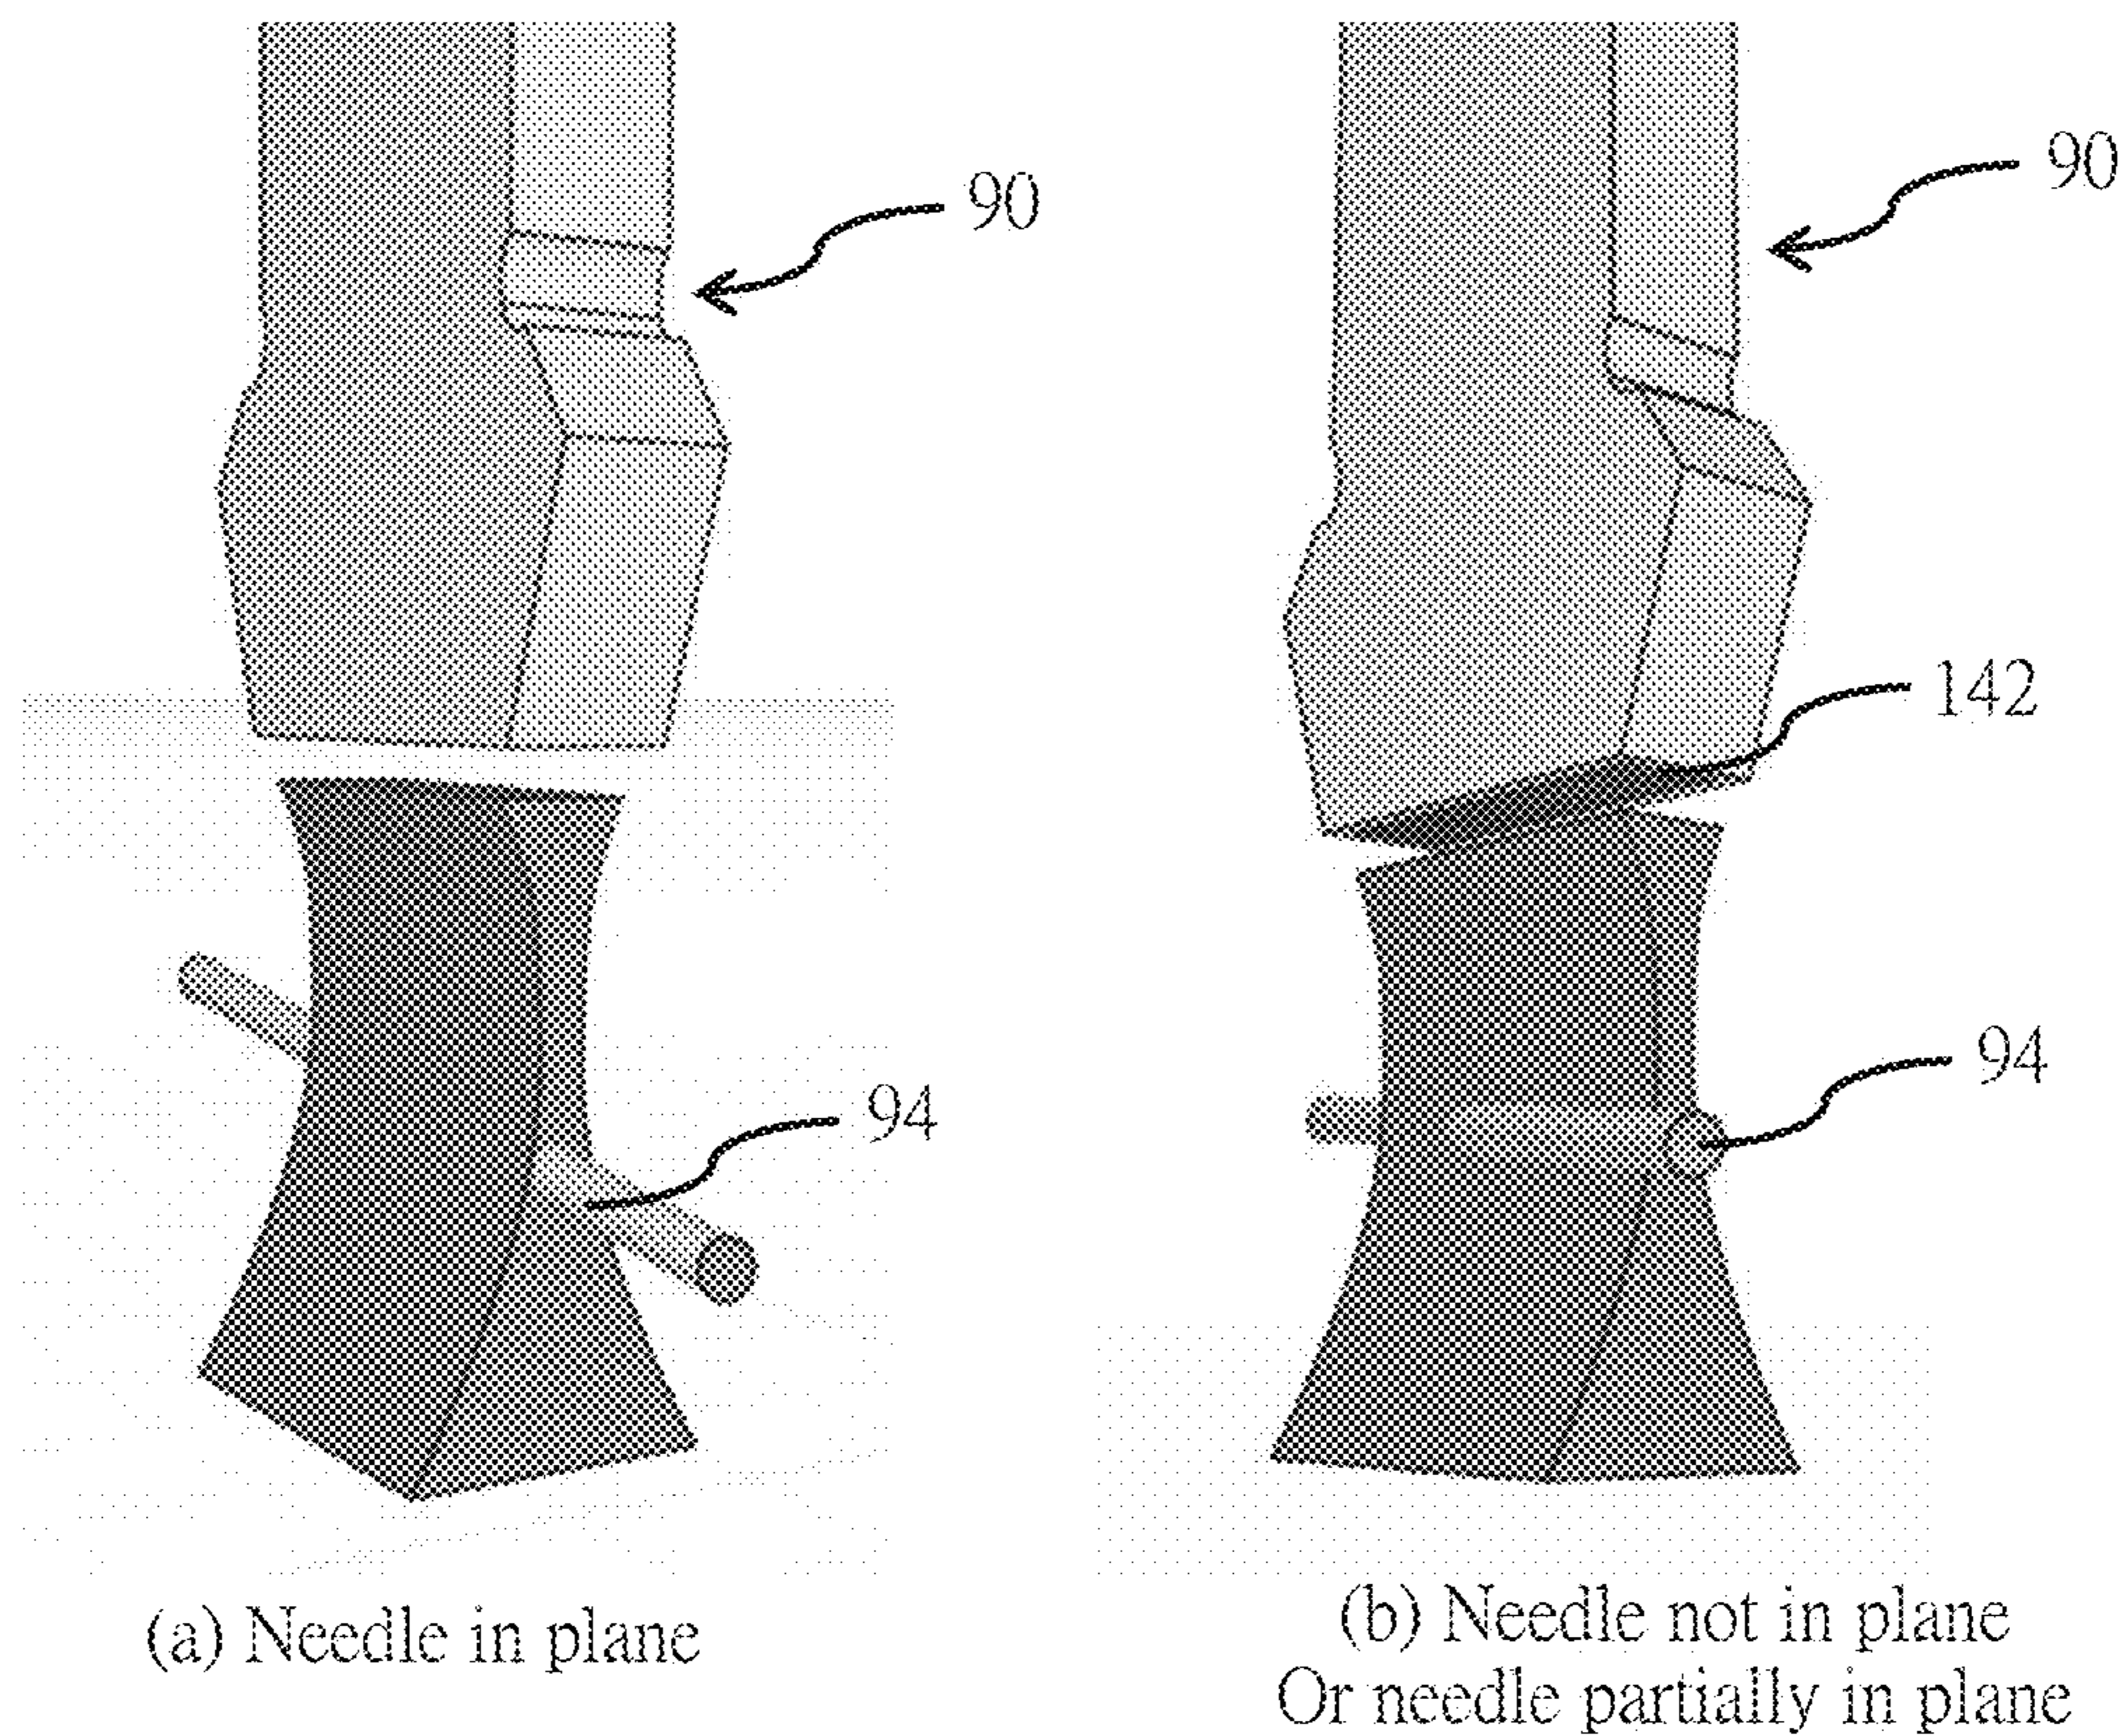 90
90
142
94
94
(a) Needle in plane
(b) Needle not in plane
Or needle partially in plane